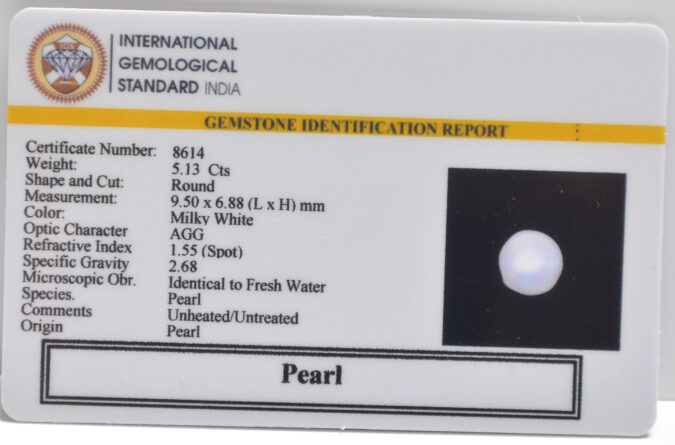 IGS
INTERNATIONAL
GEMOLOGICAL
STANDARD INDIA
GEMSTONE IDENTIFICATION REPORT
Certificate Number: 8614
Weight: 5.13 Cts
Shape and Cut: Round
Measurement: 9.50 x 6.88 (L x H) mm
Color: Milky White
Optic Character AGG
Refractive Index 1.55 (Spot)
Specific Gravity 2.68
Microscopic Obr. Identical to Fresh Water
Species. Pearl
Comments Unheated/Untreated
Origin Pearl
Pearl